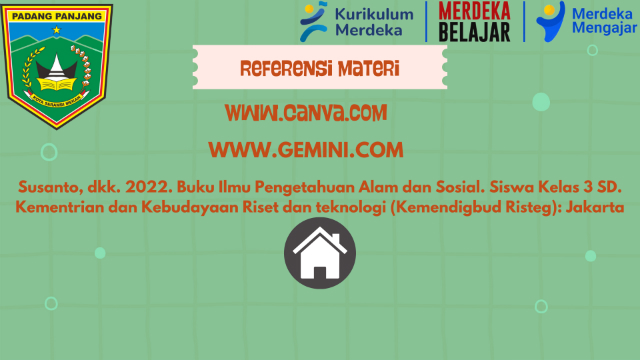 PADANG PANJANG
Kurikulum
Merdeka
MERDEKA
BELAJAR
Merdeka
Mengajar
REFERENSI MATERI
WWW.CANVA.COM
WWW.GEMINI.COM
Susanto, dkk. 2022. Buku Ilmu Pengetahuan Alam dan Sosial. Siswa Kelas 3 SD.
Kementrian dan Kebudayaan Riset dan teknologi (Kemendigbud Risteg): Jakarta